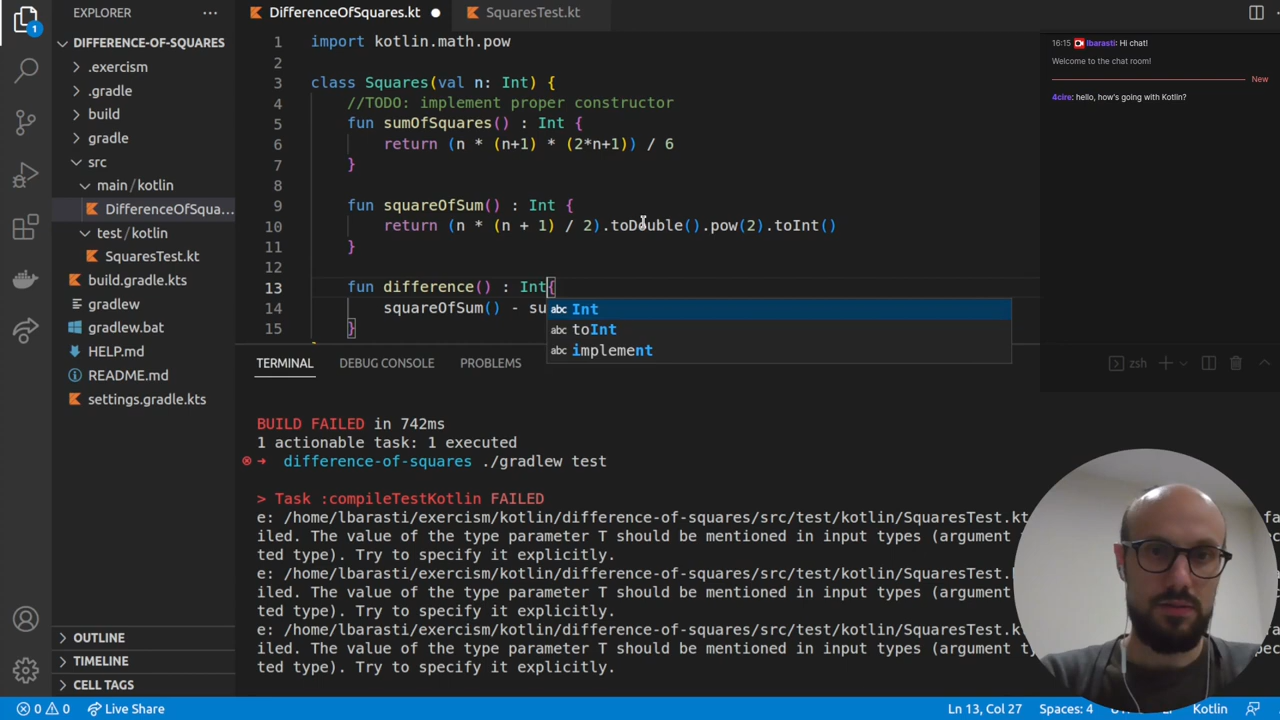 EXPLORER
DifferenceOfSquares.kt
SquaresTest.kt
1
DIFFERENCE-OF-SQUARES
.exercism
.gradle
build
gradle
src
main/kotlin
DifferenceOfSqua...
test/kotlin
SquaresTest.kt
build.gradle.kts
gradlew
gradlew.bat
HELP.md
README.md
settings.gradle.kts
OUTLINE
TIMELINE
CELL TAGS
1 import kotlin.math.pow
2
3 class Squares(val n: Int) {
4 //TODO: implement proper constructor
5 fun sumOfSquares() : Int {
6 return (n * (n+1) * (2*n+1)) / 6
7 }
8
9 fun squareOfSum() : Int {
10 return (n * (n + 1) / 2).toDouble().pow(2).toInt()
11 }
12
13 fun difference() : Int{
14 squareOfSum() - su
15 }
abc Int
abc toInt
abc implement
TERMINAL
DEBUG CONSOLE
PROBLEMS
zsh
BUILD FAILED in 742ms
1 actionable task: 1 executed
difference-of-squares ./gradlew test
> Task :compileTestKotlin FAILED
e: /home/lbarasti/exercism/kotlin/difference-of-squares/src/test/kotlin/SquaresTest.kt
iled. The value of the type parameter T should be mentioned in input types (argument
ted type). Try to specify it explicitly.
e: /home/lbarasti/exercism/kotlin/difference-of-squares/src/test/kotlin/SquaresTest.kt
iled. The value of the type parameter T should be mentioned in input types (argument
ted type). Try to specify it explicitly.
e: /home/lbarasti/exercism/kotlin/difference-of-squares/src/test/kotlin/SquaresTest.kt
iled. The value of the type parameter T should be mentioned in input types (argument
ted type). Try to specify it explicitly.
16:15 lbarasti: Hi chat!
Welcome to the chat room!
New
4cire: hello, how's going with Kotlin?
0 0
Live Share
Ln 13, Col 27
Spaces: 4
Kotlin